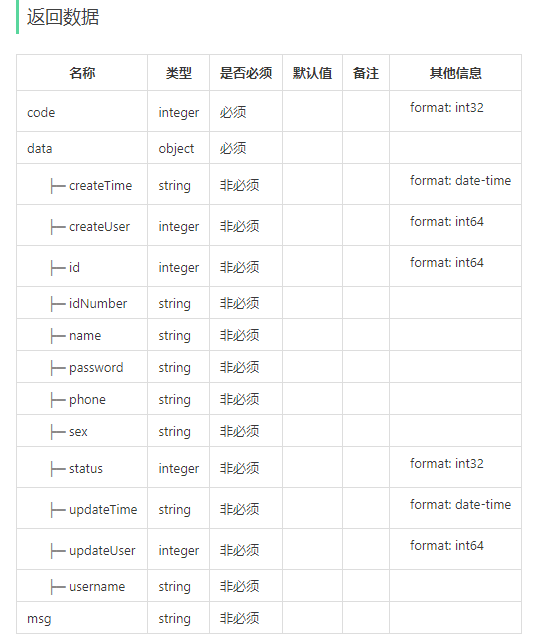 返回数据
名称 类型 是否必须 默认值 备注 其他信息
code integer 必须 format: int32
data object 必须
├─ createTime string 非必须 format: date-time
├─ createUser integer 非必须 format: int64
├─ id integer 非必须 format: int64
├─ idNumber string 非必须
├─ name string 非必须
├─ password string 非必须
├─ phone string 非必须
├─ sex string 非必须
├─ status integer 非必须 format: int32
├─ updateTime string 非必须 format: date-time
├─ updateUser integer 非必须 format: int64
├─ username string 非必须
msg string 非必须